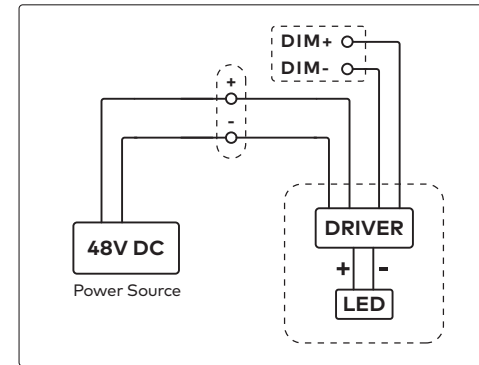 DIM+
DIM-
+
-
DRIVER
48V DC
+ -
Power Source
LED